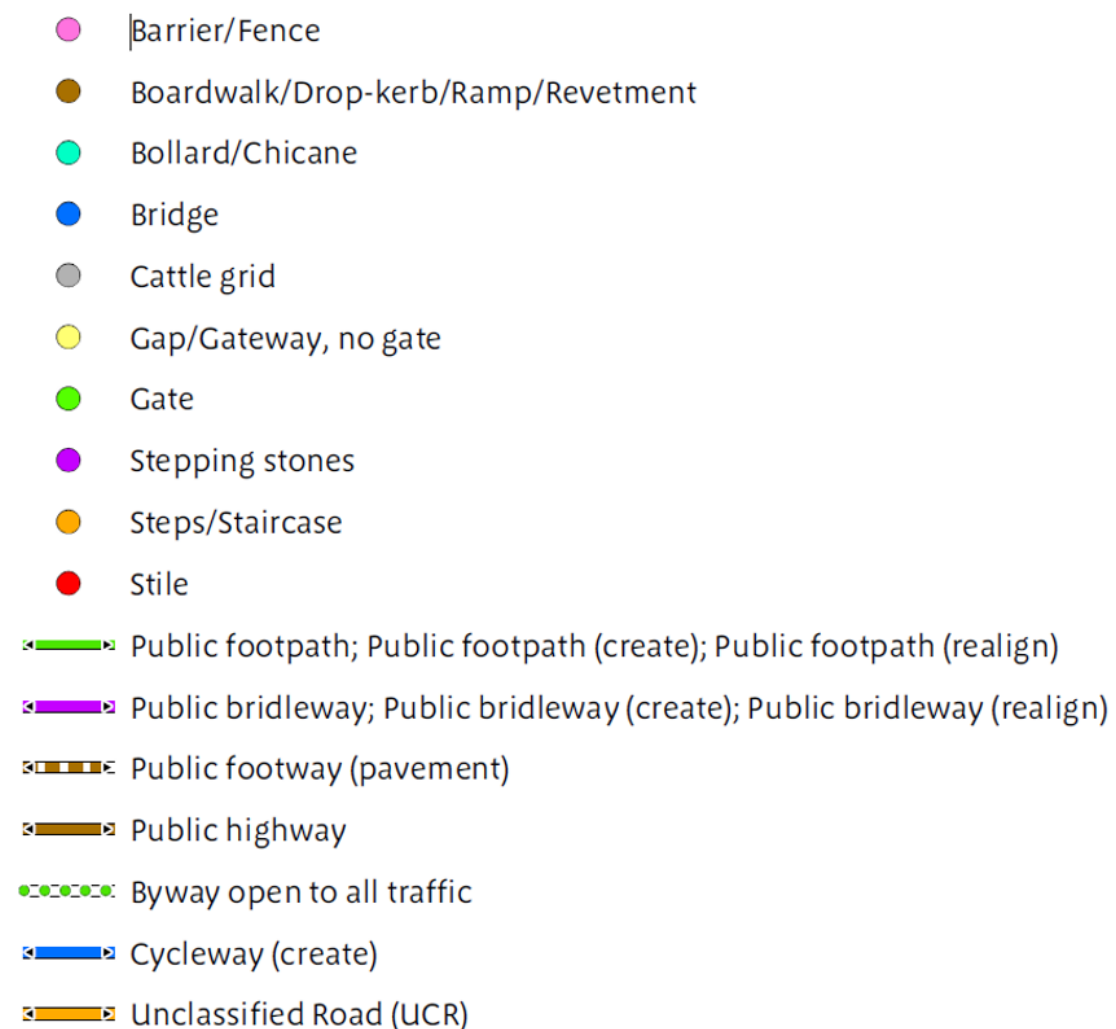 Barrier/Fence
Boardwalk/Drop-kerb/Ramp/Revetment
Bollard/Chicane
Bridge
Cattle grid
Gap/Gateway, no gate
Gate
Stepping stones
Steps/Staircase
Stile
Public footpath; Public footpath (create); Public footpath (realign)
Public bridleway; Public bridleway (create); Public bridleway (realign)
Public footway (pavement)
Public highway
Byway open to all traffic
Cycleway (create)
Unclassified Road (UCR)